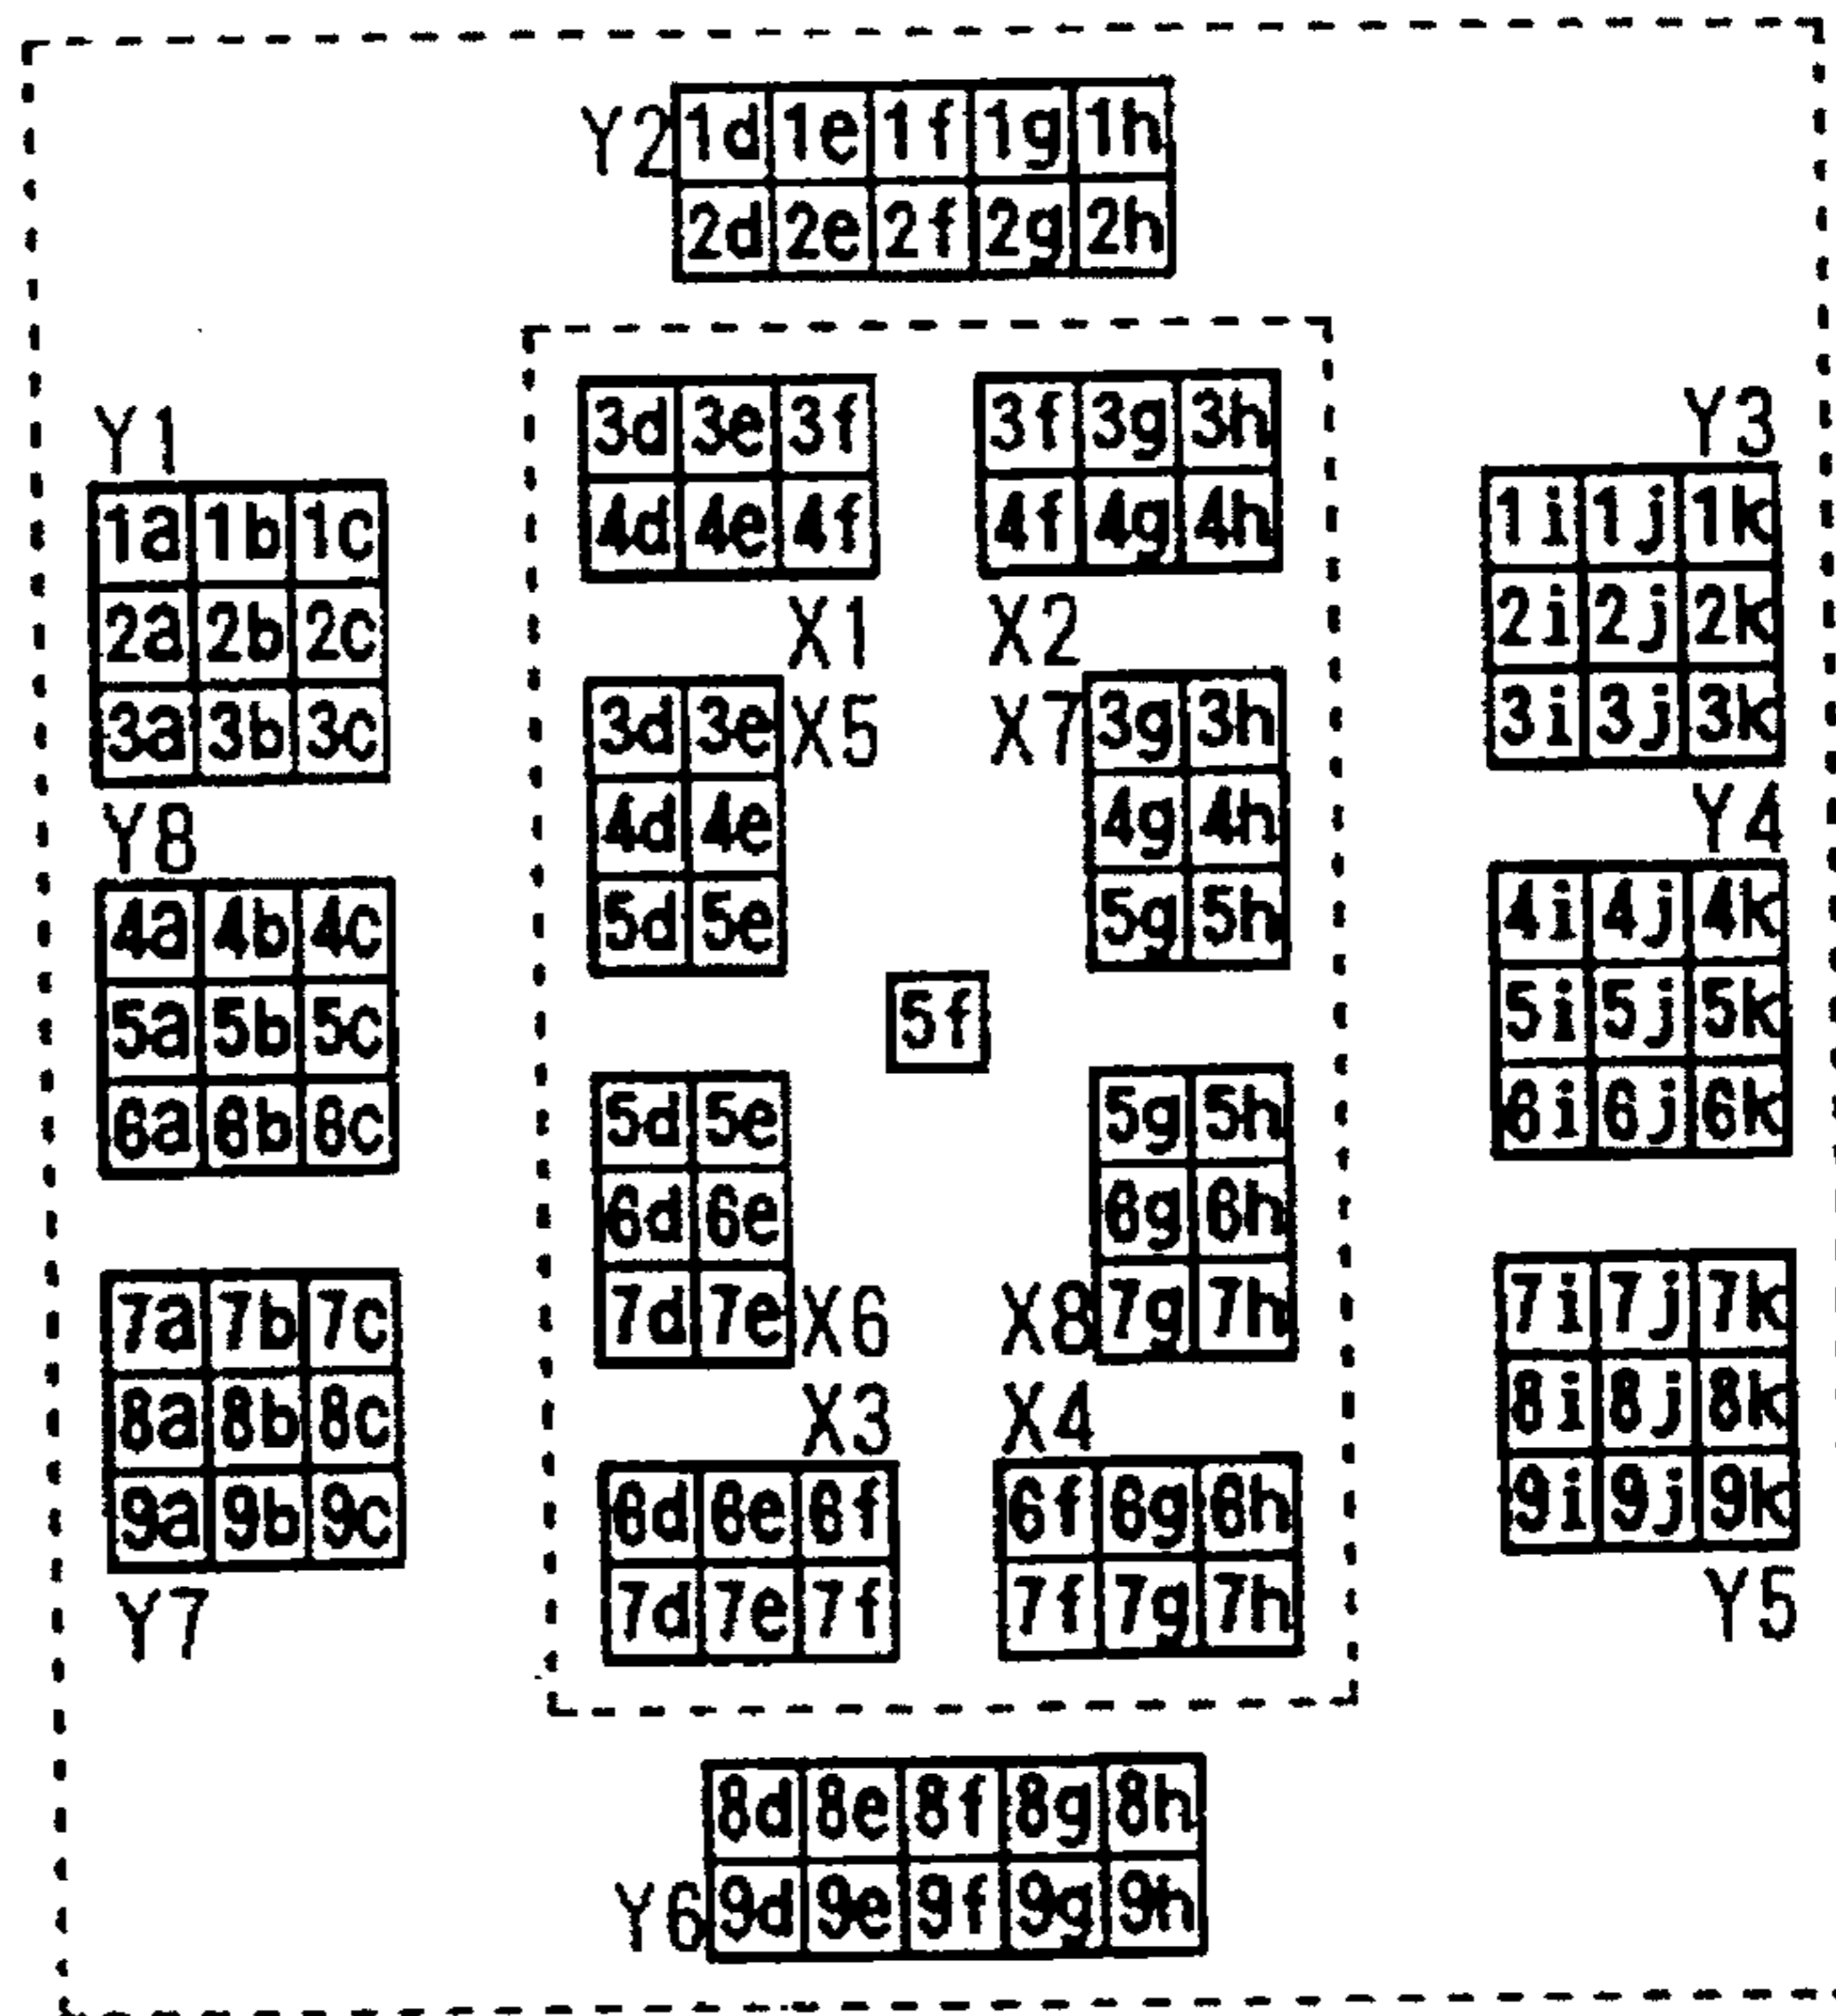 Y2
1d 1e 1f 1g 1h
2d 2e 2f 2g 2h
Y1
1a 1b 1c
2a 2b 2c
3a 3b 3c
Y8
4a 4b 4c
5a 5b 5c
6a 6b 6c
7a 7b 7c
8a 8b 8c
9a 9b 9c
Y7
3d 3e 3f
4d 4e 4f
X1
3f 3g 3h
4f 4g 4h
X2
3d 3e
4d 4e
5d 5e
X5
X7
3g 3h
4g 4h
5g 5h
5f
5d 5e
6d 6e
7d 7e
X6
5g 5h
6g 6h
7g 7h
X8
X3
6d 6e 6f
7d 7e 7f
X4
6f 6g 6h
7f 7g 7h
Y3
1i 1j 1k
2i 2j 2k
3i 3j 3k
Y4
4i 4j 4k
5i 5j 5k
6i 6j 6k
7i 7j 7k
8i 8j 8k
9i 9j 9k
Y5
8d 8e 8f 8g 8h
9d 9e 9f 9g 9h
Y6